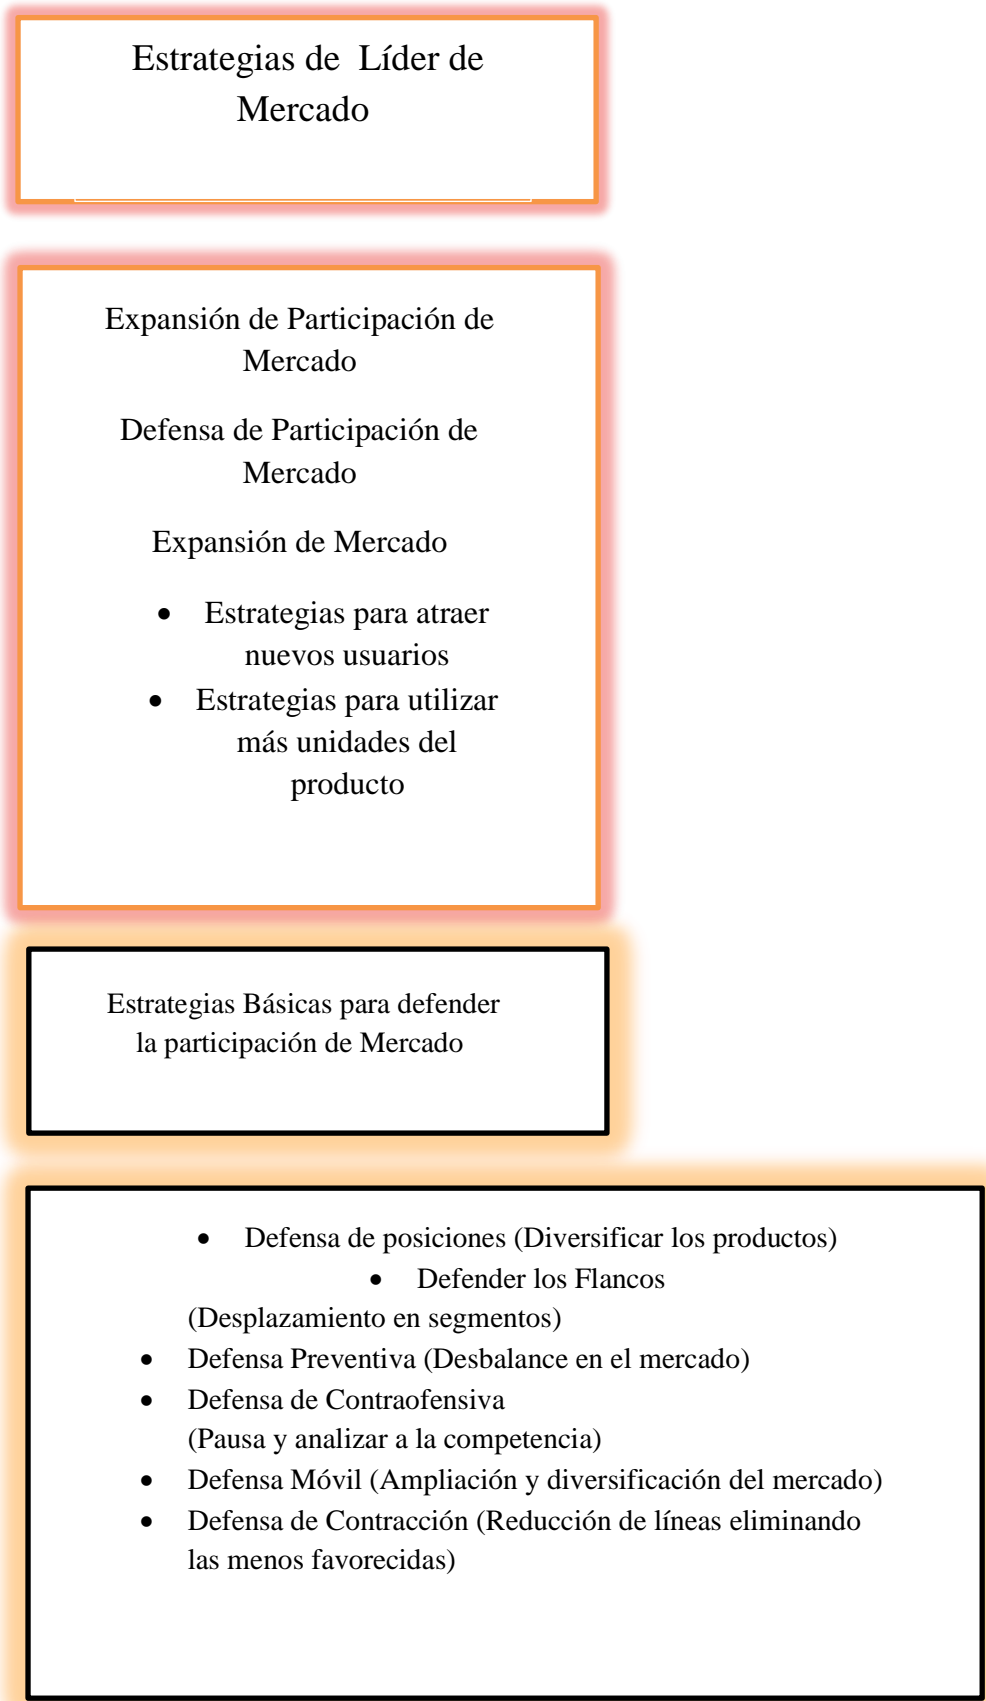 Estrategias de Líder de
Mercado
Expansión de Participación de
Mercado
Defensa de Participación de
Mercado
Expansión de Mercado
• Estrategias para atraer
nuevos usuarios
• Estrategias para utilizar
más unidades del
producto
Estrategias Básicas para defender
la participación de Mercado
• Defensa de posiciones (Diversificar los productos)
• Defender los Flancos
(Desplazamiento en segmentos)
• Defensa Preventiva (Desbalance en el mercado)
• Defensa de Contraofensiva
(Pausa y analizar a la competencia)
• Defensa Móvil (Ampliación y diversificación del mercado)
• Defensa de Contracción (Reducción de líneas eliminando
las menos favorecidas)